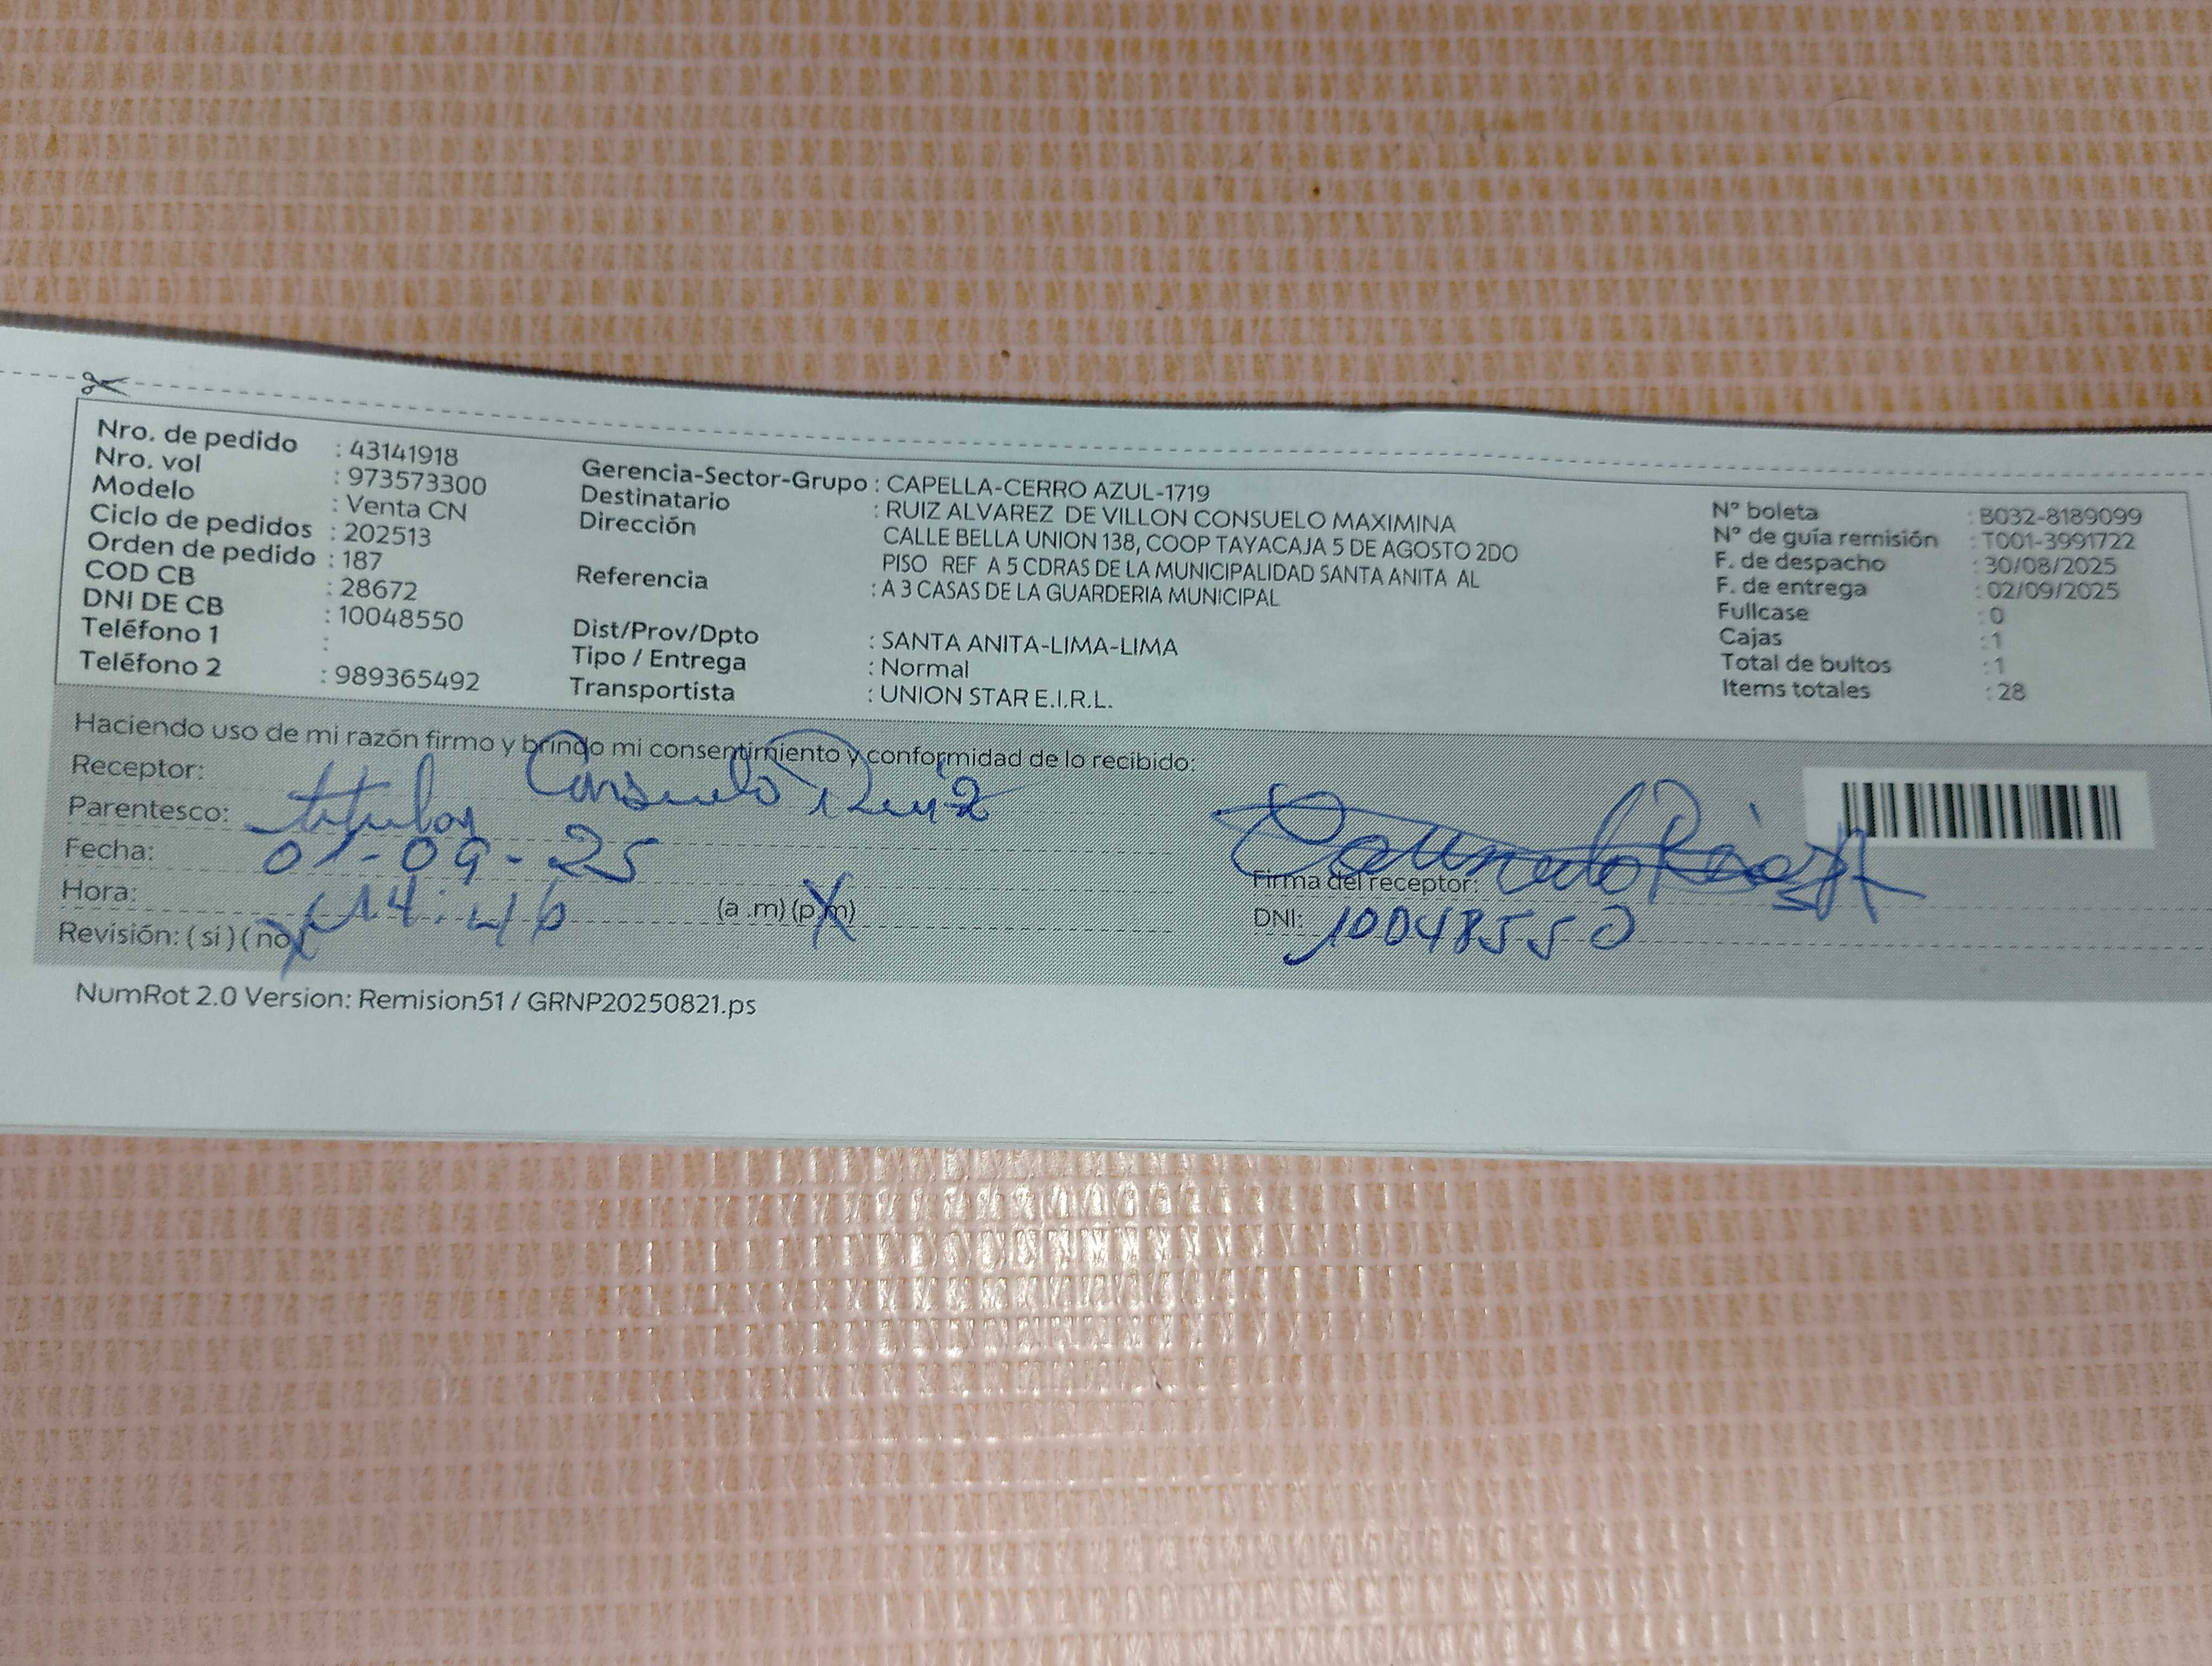 Nro. de pedido : 43141918
Nro. vol : 973573300
Modelo : Venta CN
Ciclo de pedidos : 202513
Orden de pedido : 187
COD CB : 28672
DNI DE CB : 10048550
Teléfono 1 :
Teléfono 2 : 989365492
Gerencia-Sector-Grupo : CAPELLA-CERRO AZUL-1719
Destinatario : RUIZ ALVAREZ DE VILLON CONSUELO MAXIMINA
Dirección CALLE BELLA UNION 138, COOP TAYACAJA 5 DE AGOSTO 2DO
PISO REF A 5 CDRAS DE LA MUNICIPALIDAD SANTA ANITA AL
Referencia : A 3 CASAS DE LA GUARDERIA MUNICIPAL
Dist/Prov/Dpto : SANTA ANITA-LIMA-LIMA
Tipo / Entrega : Normal
Transportista : UNION STAR E.I.R.L.
N° boleta : B032-8189099
N° de guía remisión : T001-3991722
F. de despacho : 30/08/2025
F. de entrega : 02/09/2025
Fullcase : 0
Cajas : 1
Total de bultos : 1
Items totales : 28
Haciendo uso de mi razón firmo y brindo mi consentimiento y conformidad de lo recibido:
Receptor: Consuelo Ruiz
Parentesco: titular
Fecha: 01-09-25
Hora: 14:46 (a .m) (p.m)
Revisión: ( si ) ( no )
Consuelo Ruiz
Firma del receptor:
DNI: 10048550
NumRot 2.0 Version: Remision51 / GRNP20250821.ps